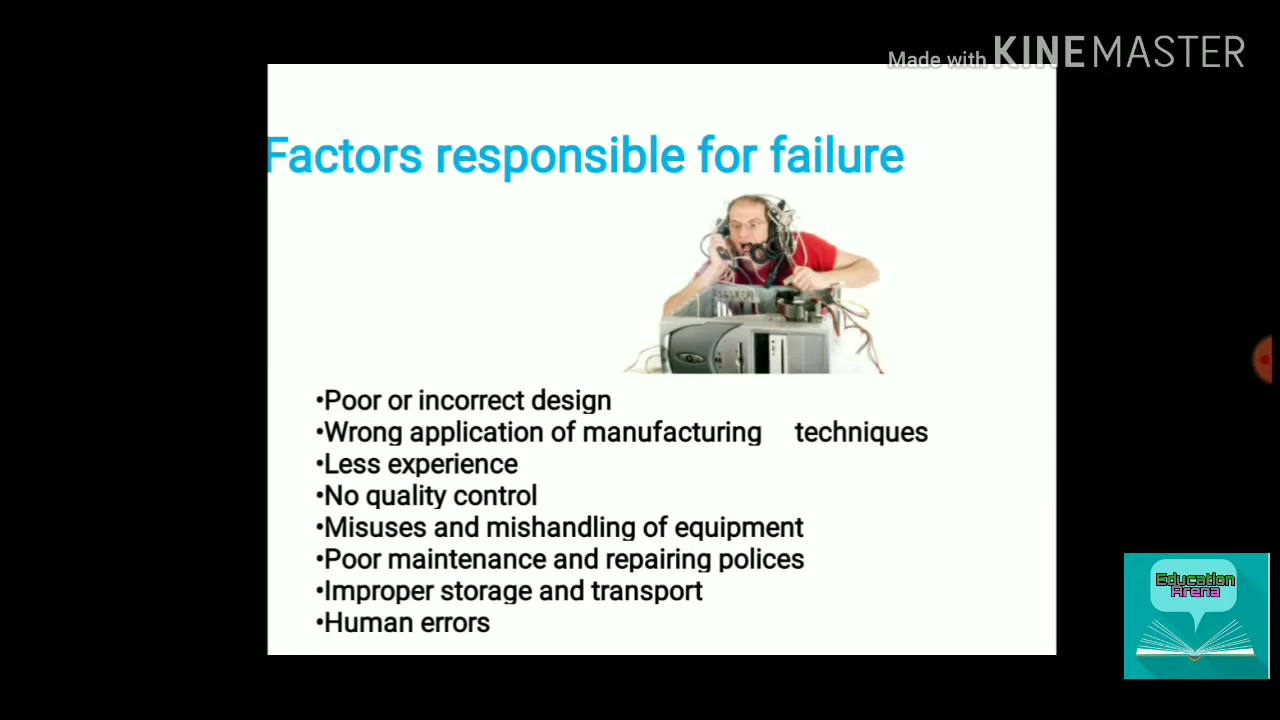 Made with KINEMASTER
Factors responsible for failure
•Poor or incorrect design
•Wrong application of manufacturing techniques
•Less experience
•No quality control
•Misuses and mishandling of equipment
•Poor maintenance and repairing polices
•Improper storage and transport
•Human errors
Education
Arena